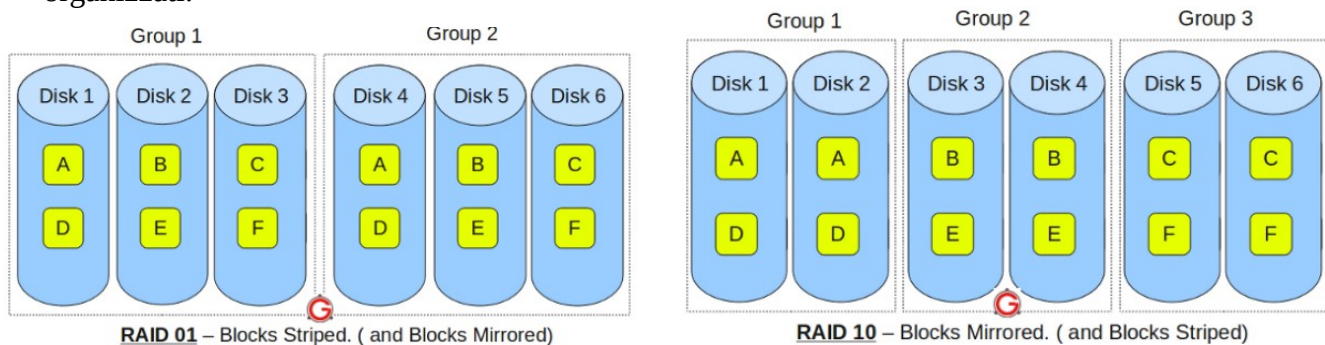 organizzati.
Group 1 Group 2
Disk 1 Disk 2 Disk 3 Disk 4 Disk 5 Disk 6
A B C A B C
D E F D E F
G
RAID 01 – Blocks Striped. ( and Blocks Mirrored)
Group 1 Group 2 Group 3
Disk 1 Disk 2 Disk 3 Disk 4 Disk 5 Disk 6
A A B B C C
D D E E F F
G
RAID 10 – Blocks Mirrored. ( and Blocks Striped)